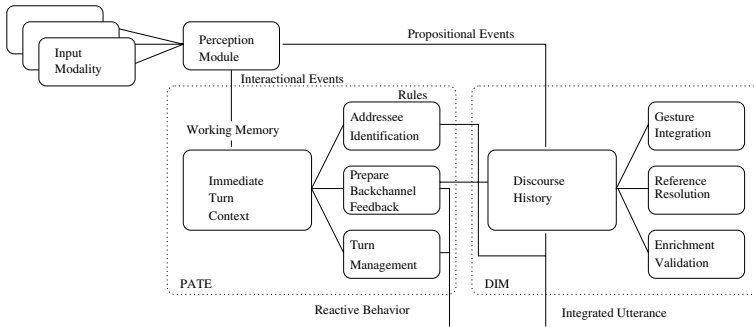 Propositional Events
Perception
Module
Input
Modality
Interactional Events
Rules
Working Memory
Addressee
Identification
Gesture
Integration
Immediate
Turn
Context
Prepare
Backchannel
Feedback
Discourse
History
Reference
Resolution
Turn
Management
Enrichment
Validation
PATE
DIM
Reactive Behavior
Integrated Utterance